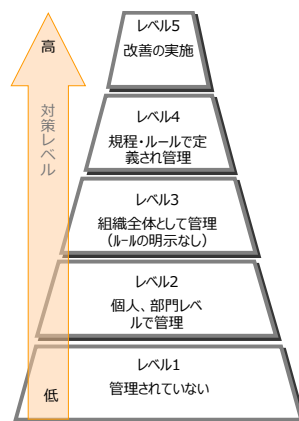 高
対策レベル
低
レベル5
改善の実施
レベル4
規程・ルールで定
義され管理
レベル3
組織全体として管理
（ﾙｰﾙの明示なし）
レベル2
個人、部門レベ
ルで管理
レベル1
管理されていない